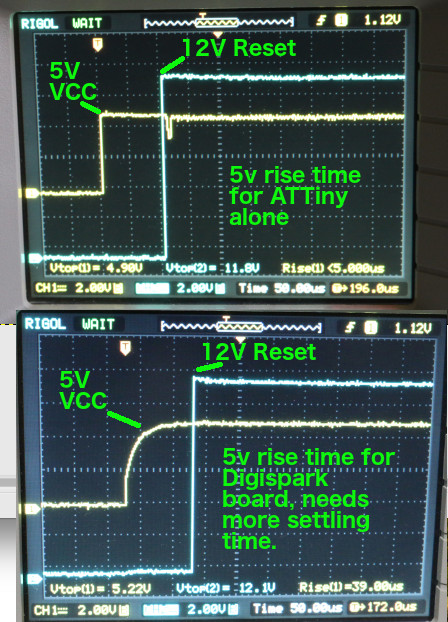 RIGOL WAIT 1.12V
12V Reset
5V
VCC
5v rise time
for ATTiny
alone
Vtop(1)= 4.90V Vtop(2)= 11.8V Rise(1)<5.000us
CH1 2.00V 2.00V Time 50.00us +196.0us
RIGOL WAIT 1.12V
12V Reset
5V
VCC
5v rise time for
Digispark
board, needs
more settling
time.
Vtop(1)= 5.22V Vtop(2)= 12.1V Rise(1)=39.00us
CH1 2.00V 2.00V Time 50.00us +172.0us